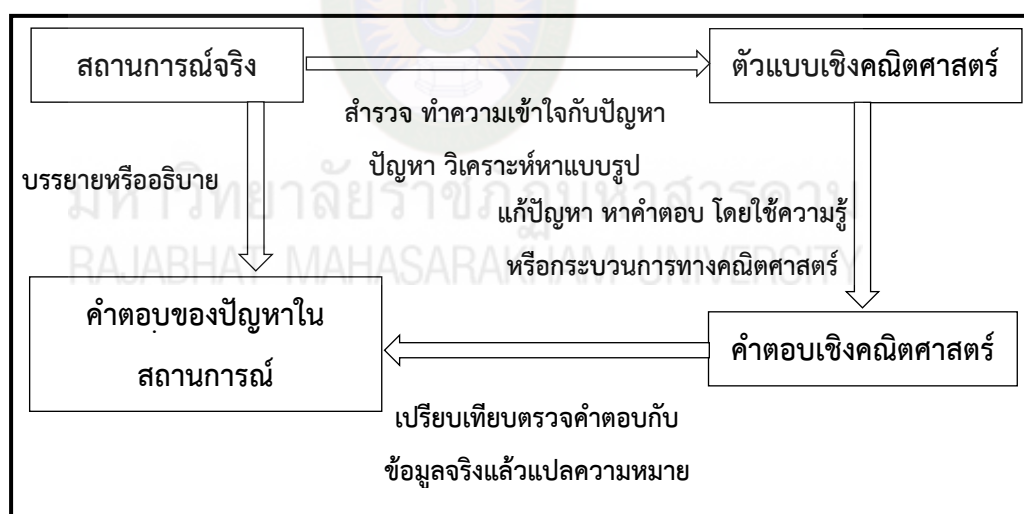 สถานการณ์จริง
ตัวแบบเชิงคณิตศาสตร์
สำรวจ ทำความเข้าใจกับปัญหา
ปัญหา วิเคราะห์หาแบบรูป
บรรยายหรืออธิบาย
แก้ปัญหา หาคำตอบ โดยใช้ความรู้
หรือกระบวนการทางคณิตศาสตร์
มหาวิทยาลัยราชภัฏมหาสารคาม
RAJABHAT MAHASARAKHAM UNIVERSITY
คำตอบของปัญหาใน
สถานการณ์
คำตอบเชิงคณิตศาสตร์
เปรียบเทียบตรวจคำตอบกับ
ข้อมูลจริงแล้วแปลความหมาย